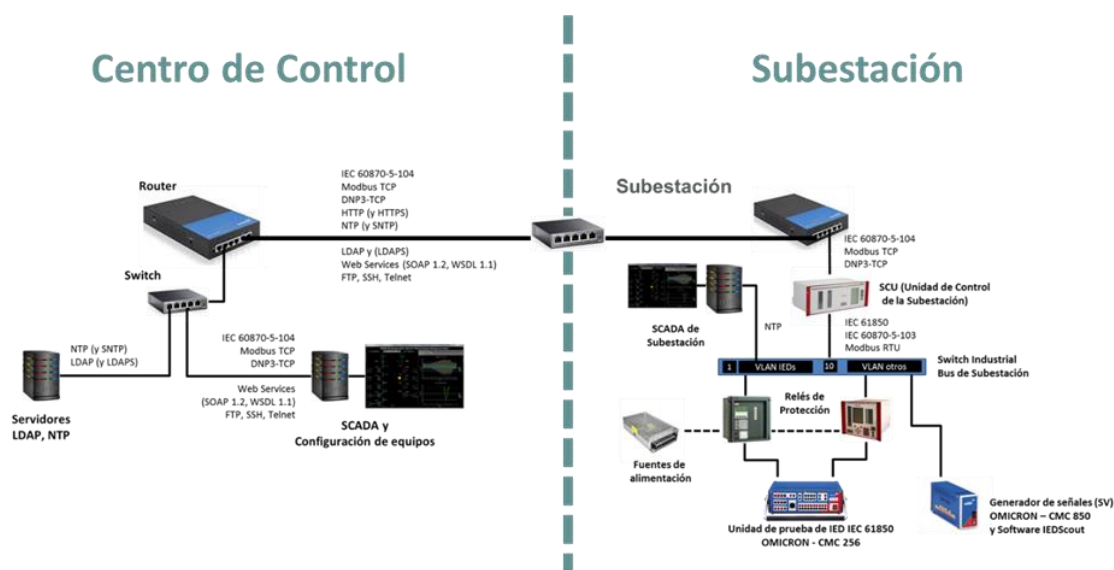 Centro de Control
Subestación
Router
IEC 60870-5-104
Modbus TCP
DNP3-TCP
HTTP (y HTTPS)
NTP (y SNTP)
LDAP y (LDAPS)
Web Services (SOAP 1.2, WSDL 1.1)
FTP, SSH, Telnet
Switch
NTP (y SNTP)
LDAP (y LDAPS)
IEC 60870-5-104
Modbus TCP
DNP3-TCP
Web Services
(SOAP 1.2, WSDL 1.1)
FTP, SSH, Telnet
Servidores
LDAP, NTP
SCADA y
Configuración de equipos
Subestación
IEC 60870-5-104
Modbus TCP
DNP3-TCP
SCU (Unidad de Control
de la Subestación)
SCADA de
Subestación
NTP
IEC 61850
IEC 60870-5-103
Modbus RTU
1 VLAN IEDs 10 VLAN otros
Switch Industrial
Bus de Subestación
Relés de
Protección
Fuentes de
alimentación
Unidad de prueba de IED IEC 61850
OMICRON - CMC 256
Generador de señales (SV)
OMICRON – CMC 850
y Software IEDScout